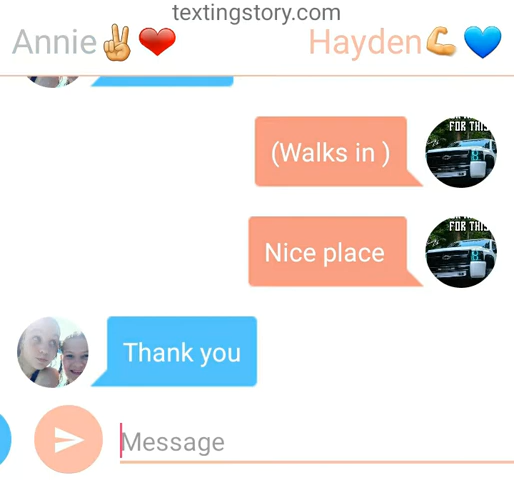 textingstory.com
Annie✌️❤️ Hayden💪💙
FOR THIS
(Walks in )
FOR THIS
Nice place
Thank you
Message